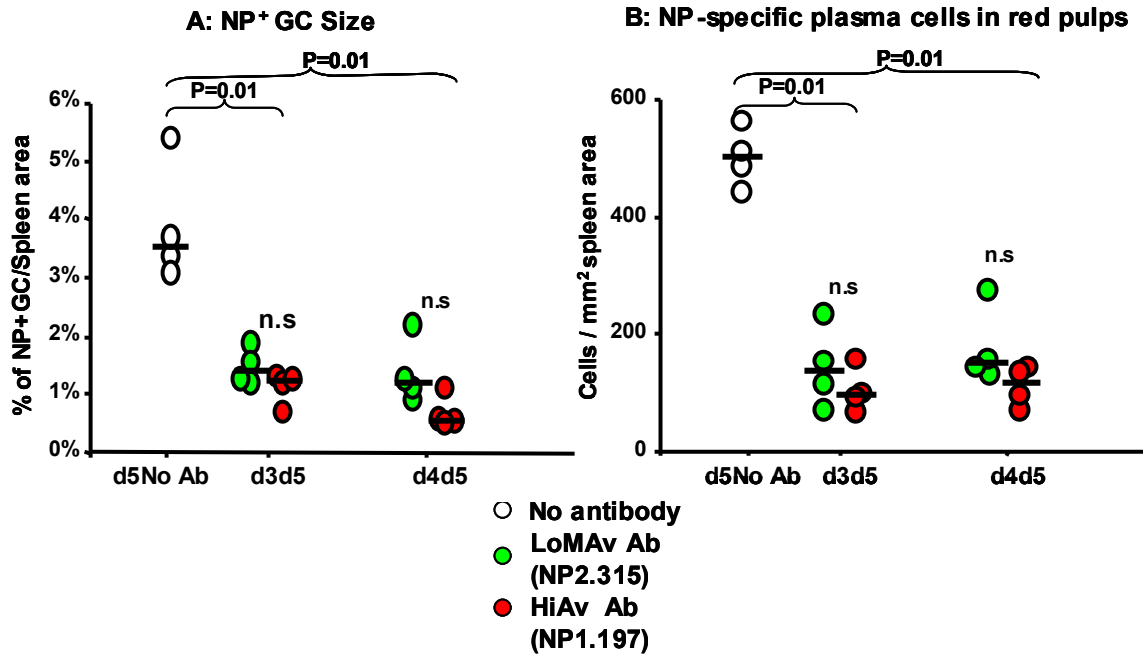 A: NP+ GC Size
P=0.01
P=0.01
% of NP+GC/Spleen area
6%
5%
4%
3%
2%
1%
0%
n.s
n.s
d5No Ab
d3d5
d4d5
B: NP-specific plasma cells in red pulps
P=0.01
P=0.01
Cells / mm² spleen area
600
400
200
0
n.s
n.s
d5No Ab
d3d5
d4d5
No antibody
LoMAv Ab
(NP2.315)
HiAv Ab
(NP1.197)